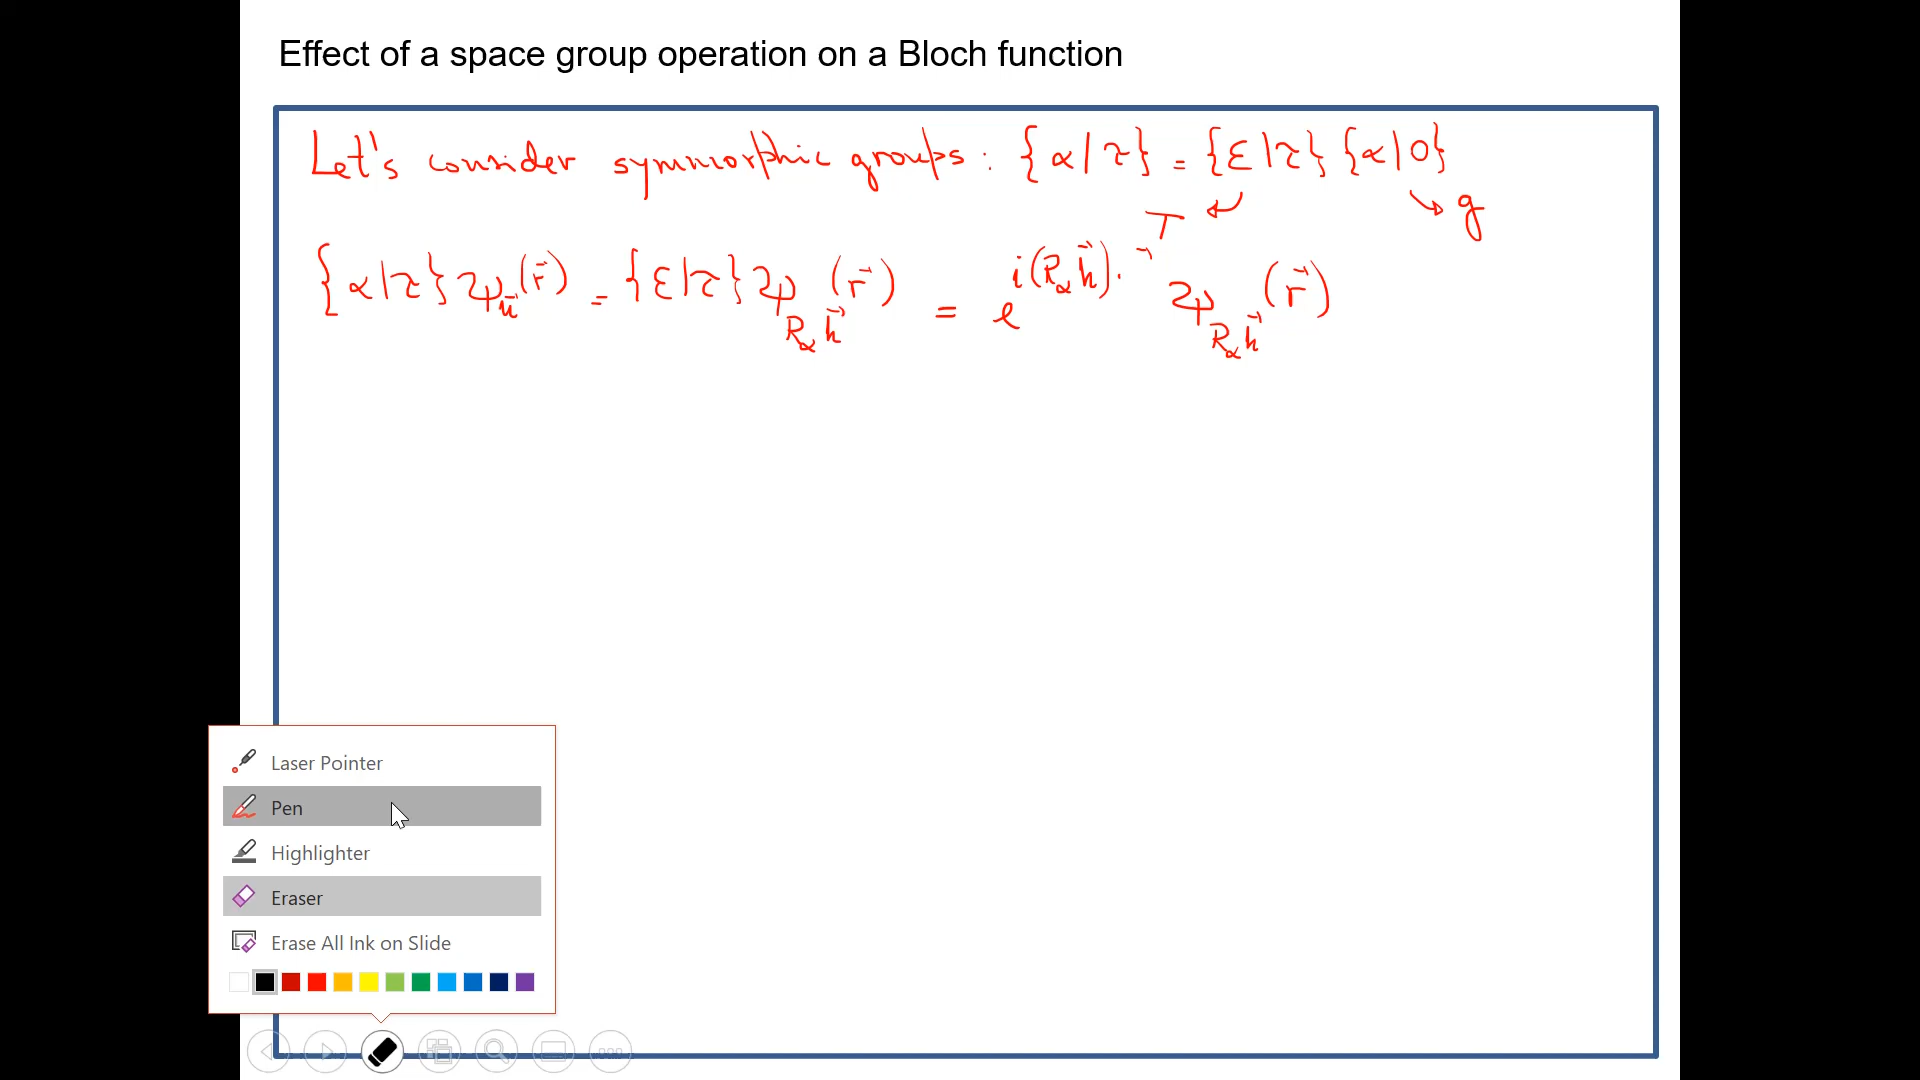 Effect of a space group operation on a Bloch function
Let's consider symmorphic groups: {α|τ} = {ε|τ} {α|0}
T ↙ ↘ g
{α|τ} ψ_k⃗ (r⃗) = {ε|τ} ψ_{R_α k⃗} (r⃗) = e^{i(R_α k⃗)·⃗} ψ_{R_α k⃗} (r⃗)
Laser Pointer
Pen
Highlighter
Eraser
Erase All Ink on Slide